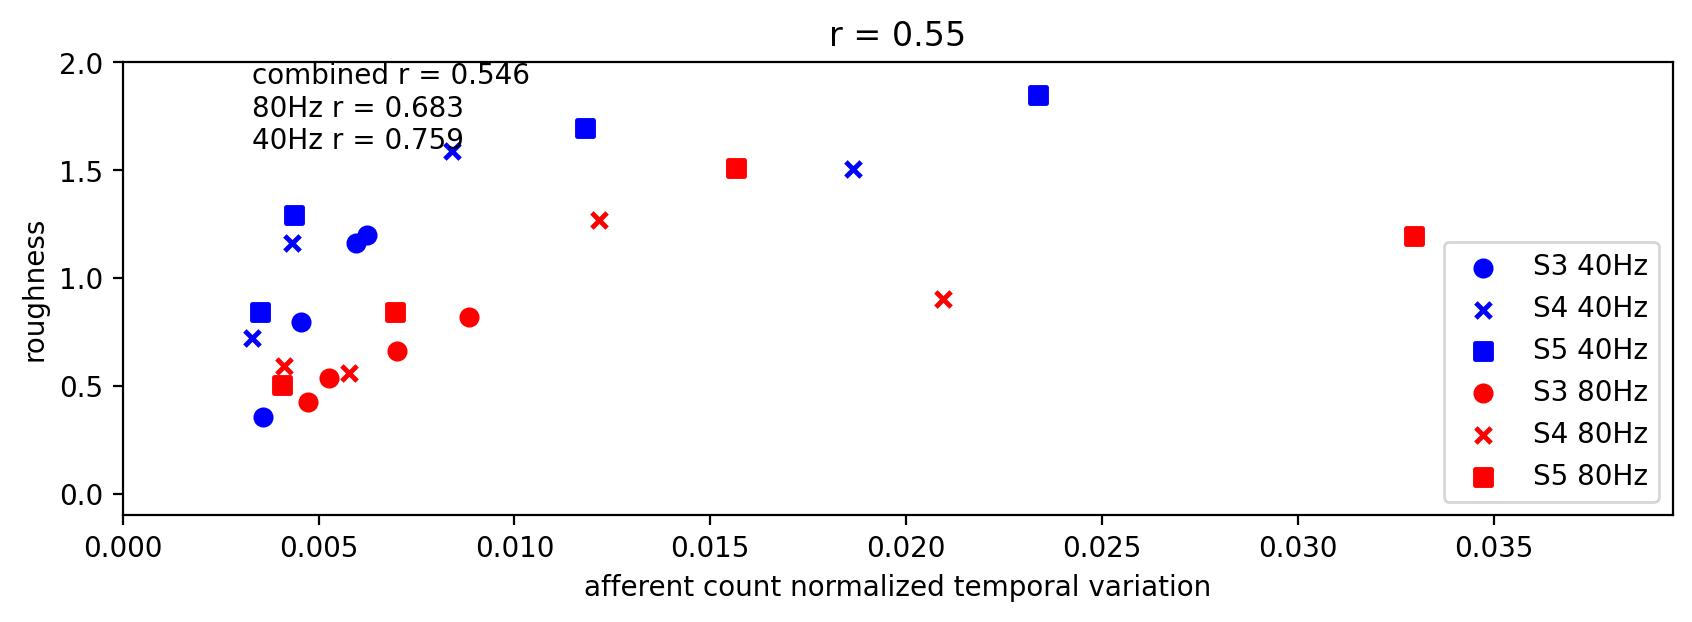 r = 0.55
combined r = 0.546
80Hz r = 0.683
40Hz r = 0.759
2.0
1.5
1.0
0.5
0.0
roughness
S3 40Hz
S4 40Hz
S5 40Hz
S3 80Hz
S4 80Hz
S5 80Hz
0.000 0.005 0.010 0.015 0.020 0.025 0.030 0.035
afferent count normalized temporal variation